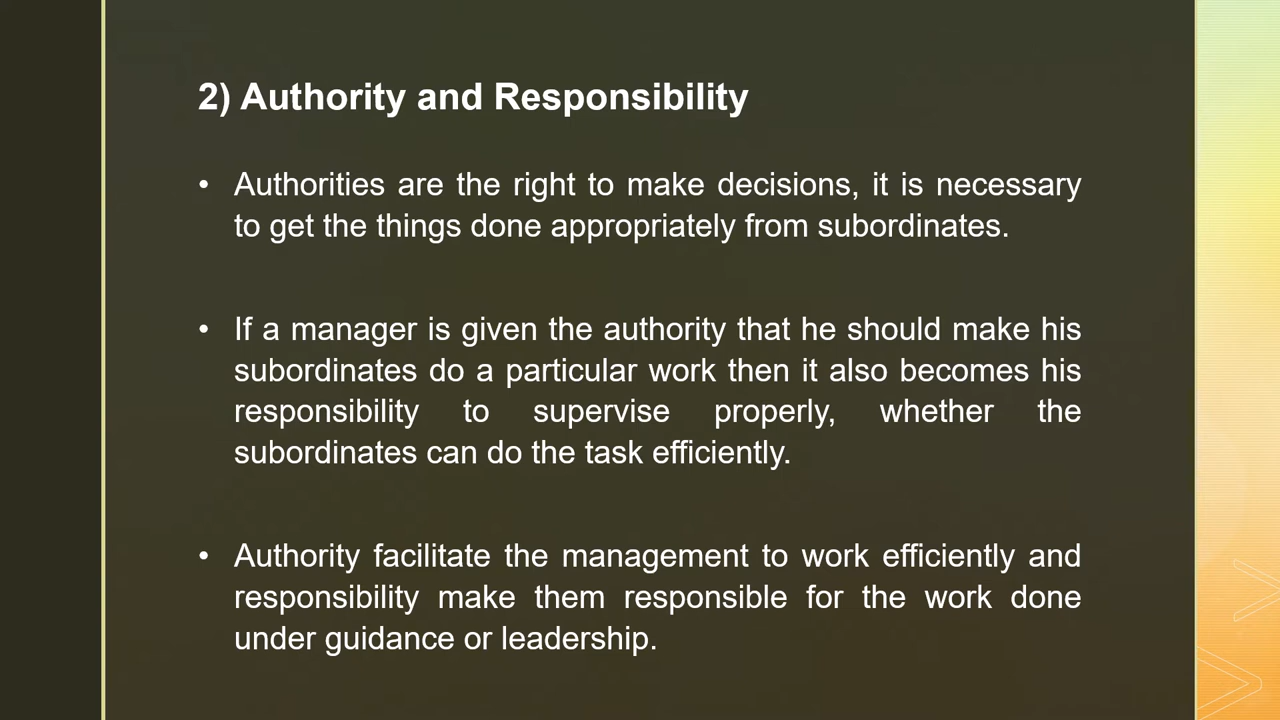 2) Authority and Responsibility
• Authorities are the right to make decisions, it is necessary
to get the things done appropriately from subordinates.
• If a manager is given the authority that he should make his
subordinates do a particular work then it also becomes his
responsibility to supervise properly, whether the
subordinates can do the task efficiently.
• Authority facilitate the management to work efficiently and
responsibility make them responsible for the work done
under guidance or leadership.